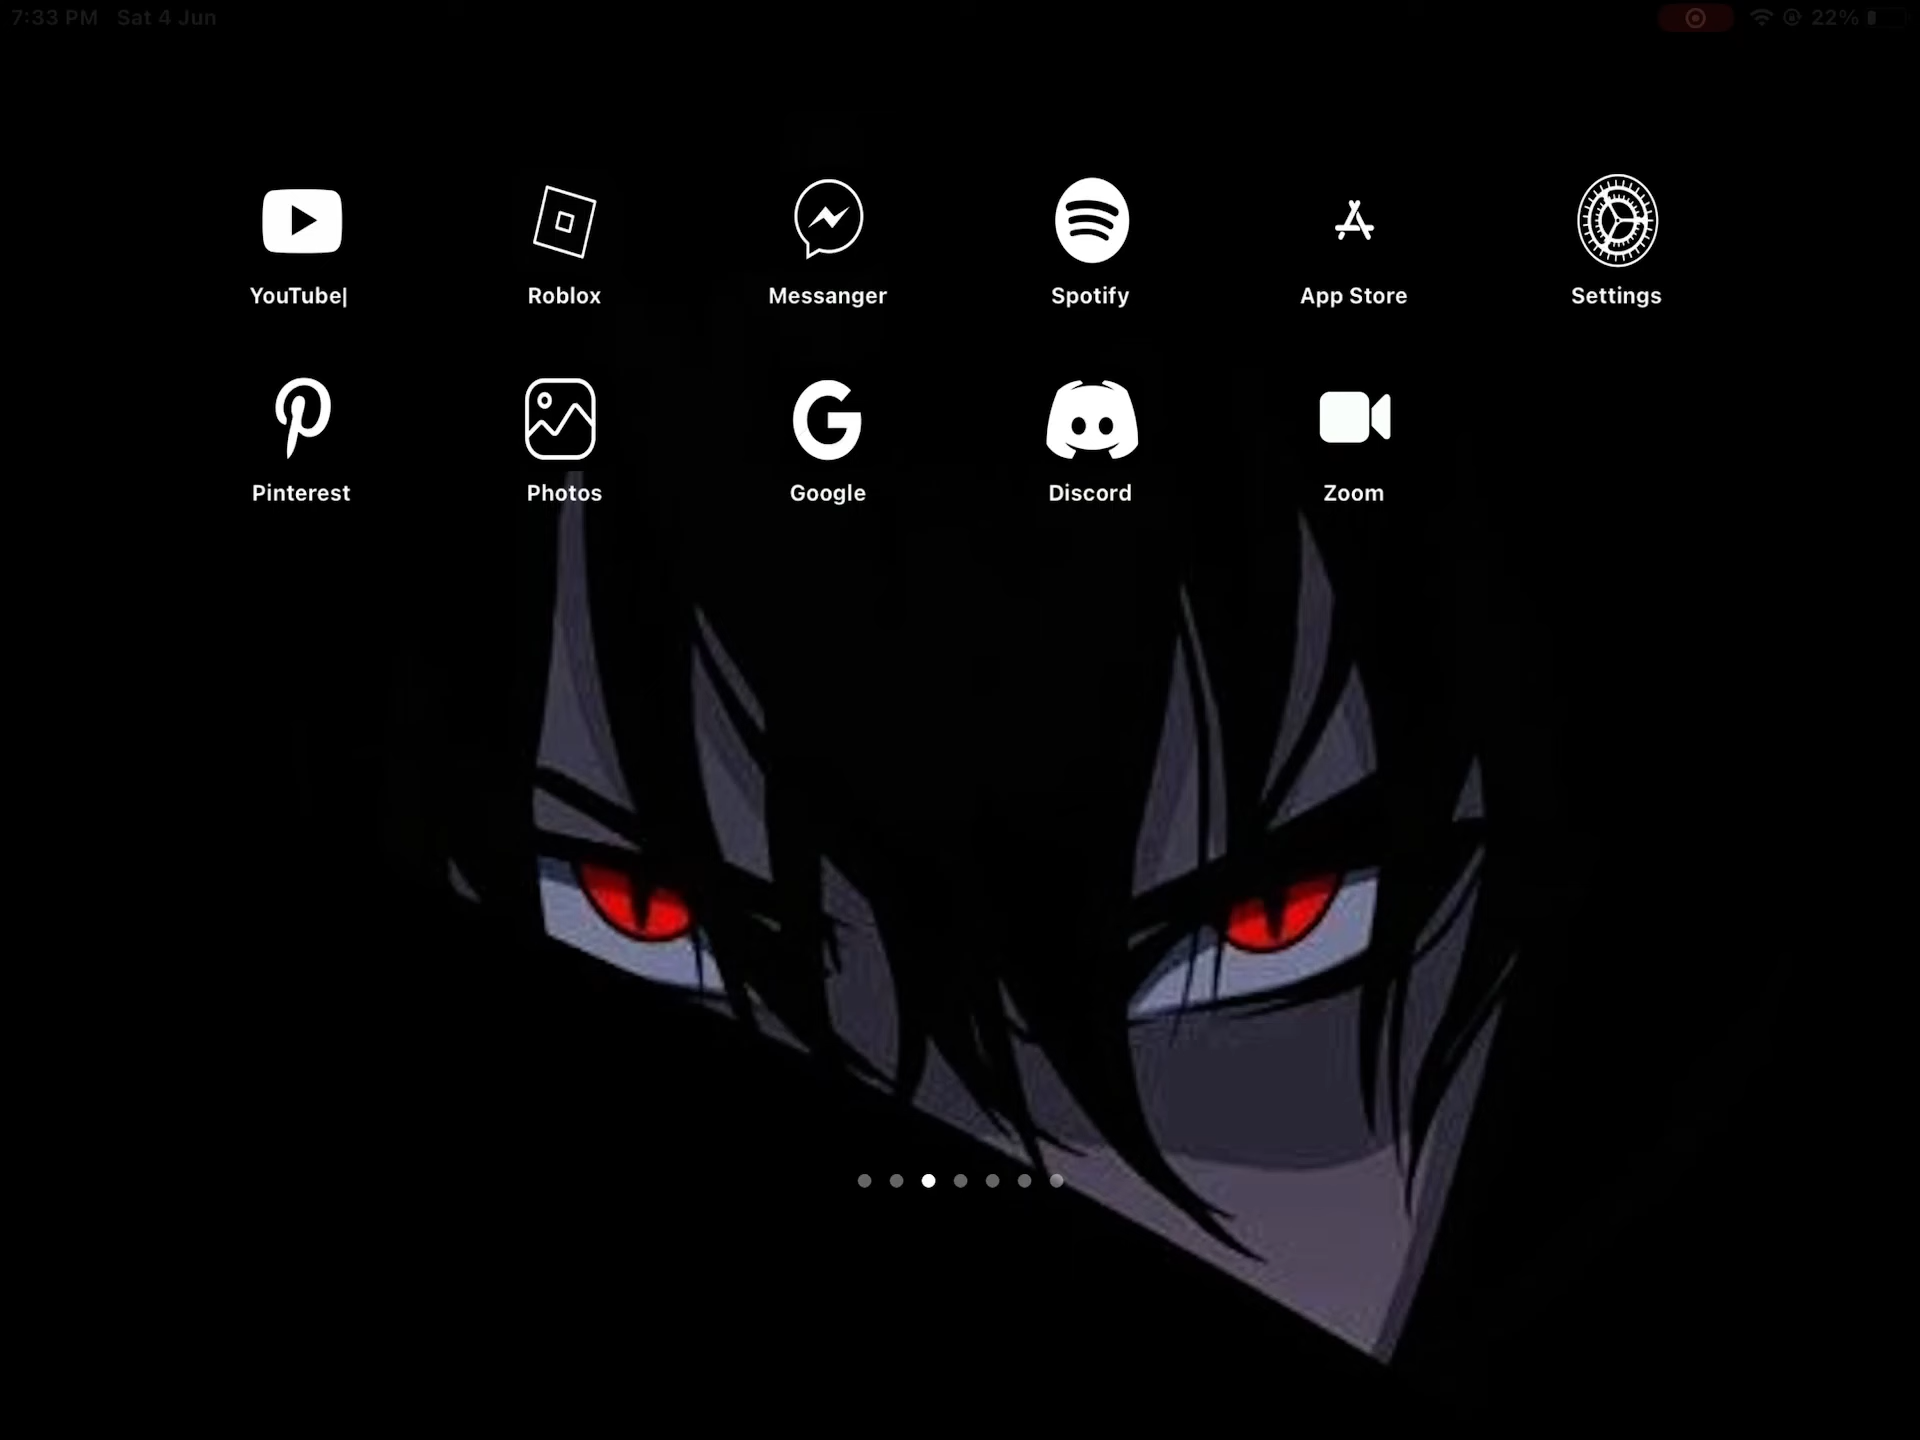 7:33 PM Sat 4 Jun 22%
YouTube| Roblox Messanger Spotify App Store Settings
Pinterest Photos Google Discord Zoom